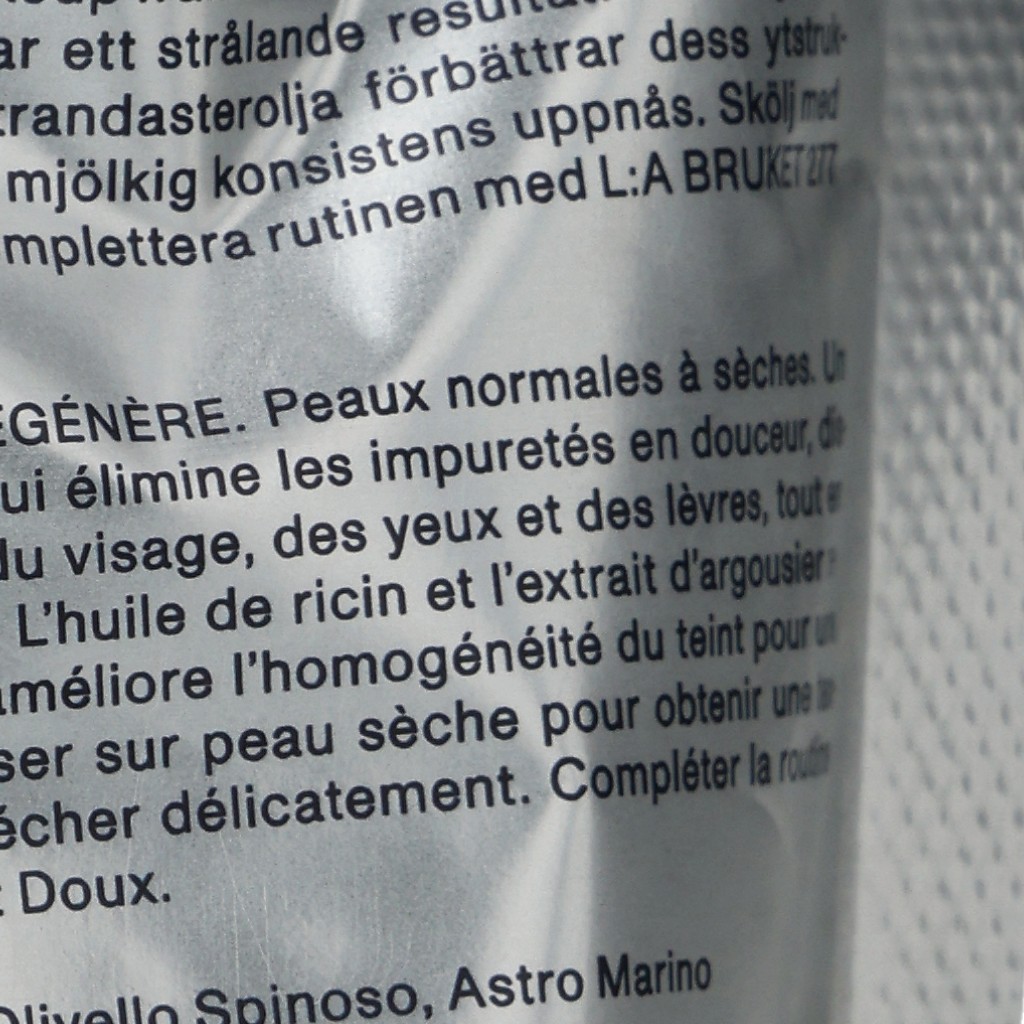 ar ett strålande
trandasterolja förbättrar dess ytstruk-
mjölkig konsistens uppnås. Skölj med
mplettera rutinen med L:A BRUKET 277
EGÉNÈRE. Peaux normales à sèches. Un
ui élimine les impuretés en douceur,
du visage, des yeux et des lèvres, tout
L'huile de ricin et l'extrait d'argousier
améliore l'homogénéité du teint pour un
ser sur peau sèche pour obtenir une
écher délicatement. Compléter la
Doux.
Olivello Spinoso, Astro Marino